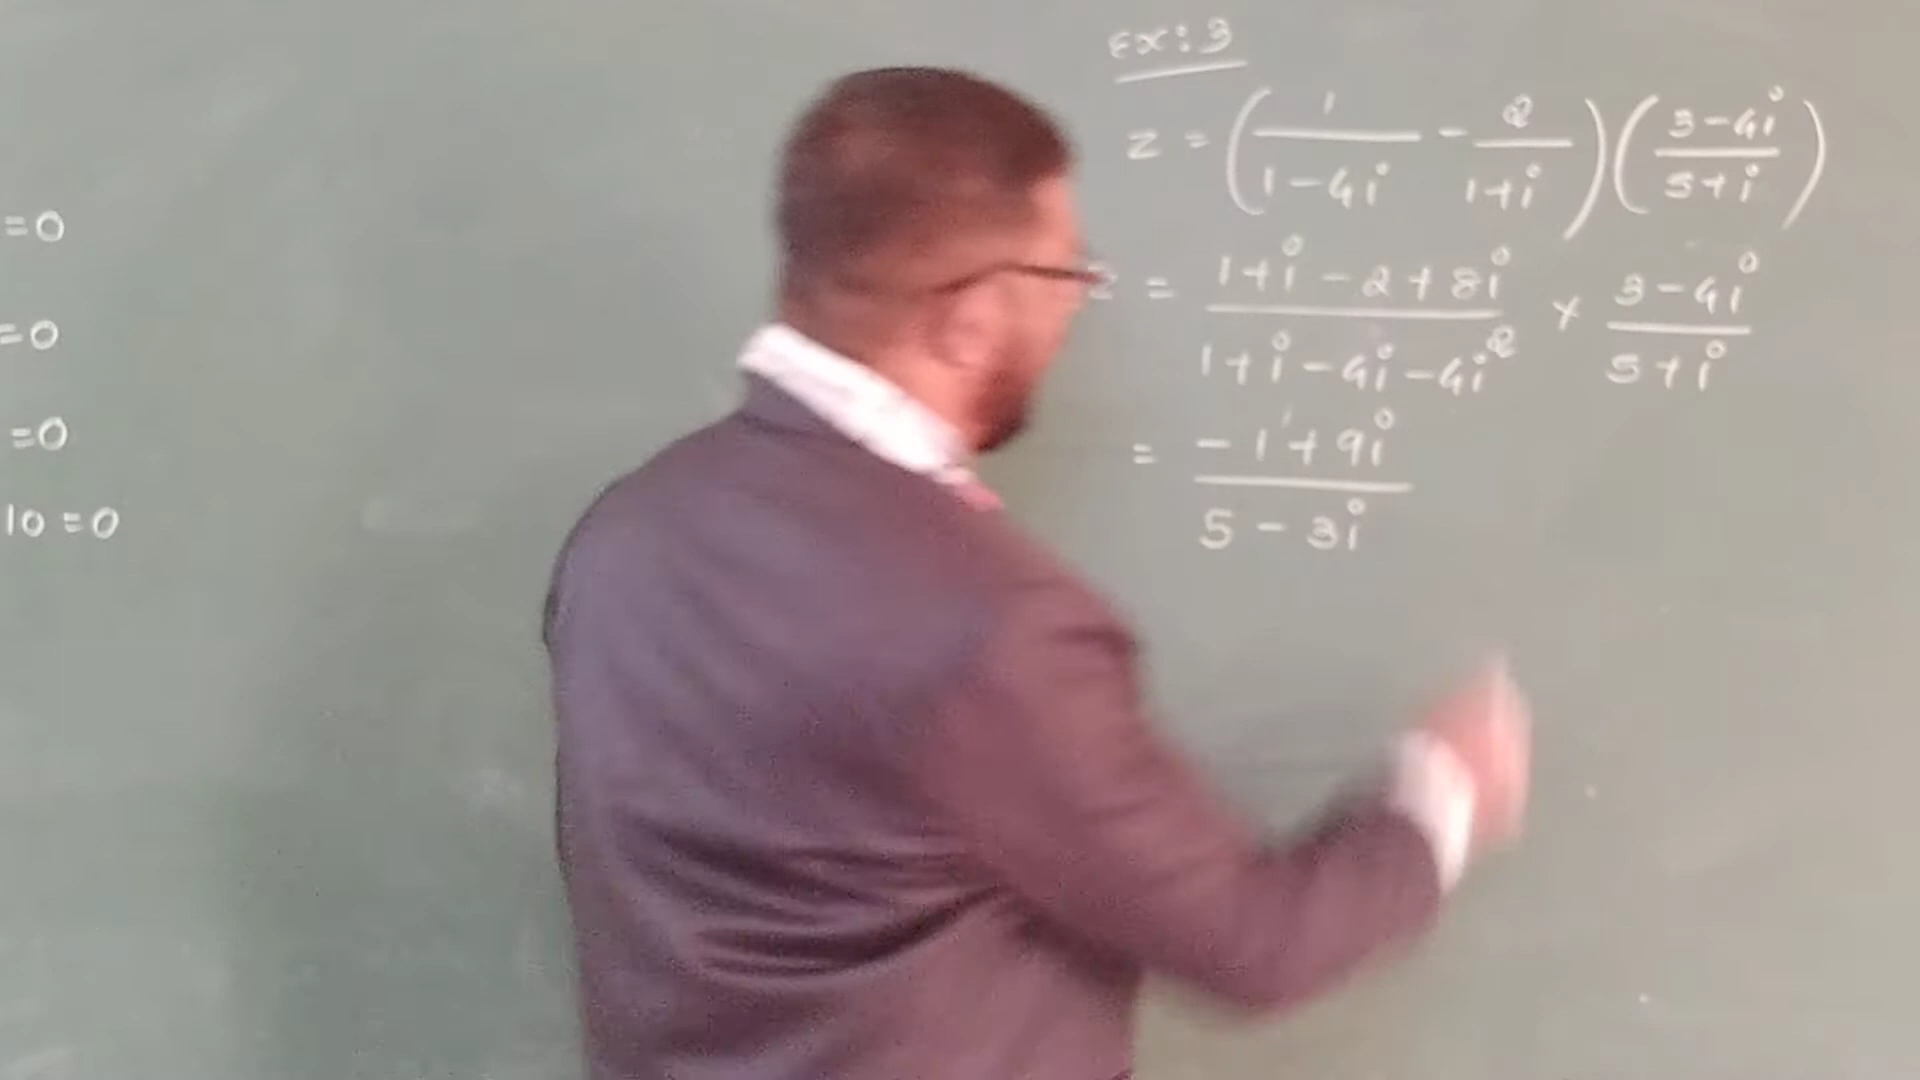 =0
=0
=0
10=0
Ex:3
z = (1/(1-4i) - 2/(1+i))((3-4i)/(5+i))
z = (1+i-2+8i)/(1+i-4i-4i²) × (3-4i)/(5+i)
= (-1+9i)/(5-3i)